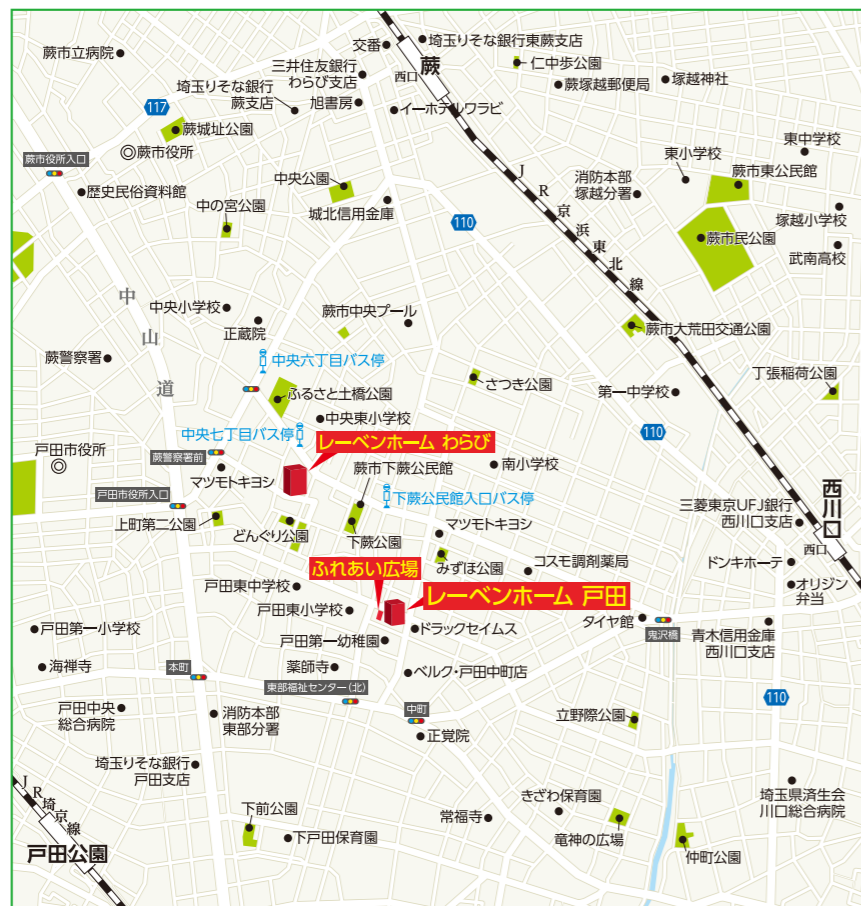 交番
埼玉りそな銀行東蕨支店
仁中歩公園
蕨市立病院
三井住友銀行
わらび支店
蕨
西口
蕨塚越郵便局
塚越神社
埼玉りそな銀行
蕨支店
旭書房
イーホテルワラビ
117
蕨城址公園
蕨市役所
東中学校
蕨市役所入口
中央公園
JR京浜東北線
消防本部
塚越分署
東小学校
蕨市東公民館
歴史民俗資料館
中の宮公園
城北信用金庫
110
塚越小学校
蕨市民公園
武南高校
中山道
中央小学校
正蔵院
蕨市中央プール
蕨市大荒田交通公園
蕨警察署
中央六丁目バス停
ふるさと土橋公園
さつき公園
第一中学校
丁張稲荷公園
中央東小学校
中央七丁目バス停
レーベンホーム わらび
110
戸田市役所
蕨警察署前
マツモトキヨシ
蕨市下蕨公民館
南小学校
戸田市役所入口
下蕨公民館入口バス停
三菱東京UFJ銀行
西川口支店
西川口
西口
上町第二公園
どんぐり公園
下蕨公園
マツモトキヨシ
みずほ公園
コスモ調剤薬局
ドンキホーテ
ふれあい広場
戸田東中学校
レーベンホーム 戸田
オリジン
弁当
戸田東小学校
タイヤ館
鬼沢橋
戸田第一小学校
戸田第一幼稚園
ドラックセイムス
青木信用金庫
西川口支店
海禅寺
本町
薬師寺
ベルク・戸田中町店
東部福祉センター(北)
110
戸田中央
総合病院
消防本部
東部分署
中町
正覚院
立野際公園
埼玉りそな銀行
戸田支店
JR埼京線
戸田公園
下前公園
下戸田保育園
常福寺
きざわ保育園
竜神の広場
仲町公園
埼玉県済生会
川口総合病院